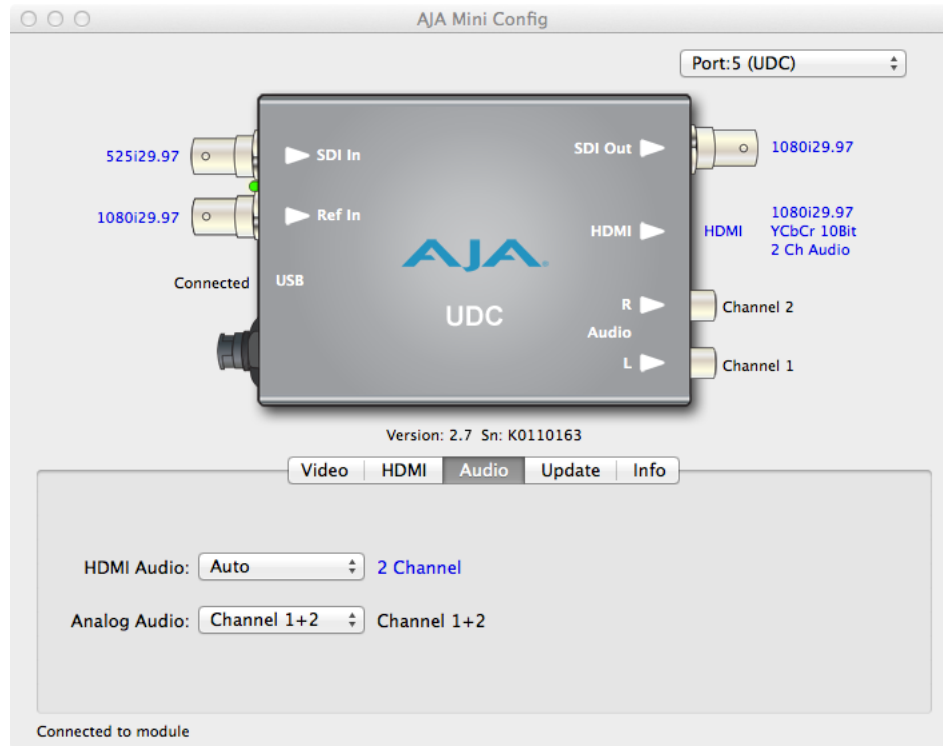 AJA Mini Config
Port:5 (UDC)
525i29.97
SDI In
SDI Out
1080i29.97
1080i29.97
Ref In
HDMI
HDMI
1080i29.97
YCbCr 10Bit
2 Ch Audio
Connected
USB
AJA®
UDC
R
Channel 2
Audio
L
Channel 1
Version: 2.7 Sn: K0110163
Video HDMI Audio Update Info
HDMI Audio: Auto 2 Channel
Analog Audio: Channel 1+2 Channel 1+2
Connected to module